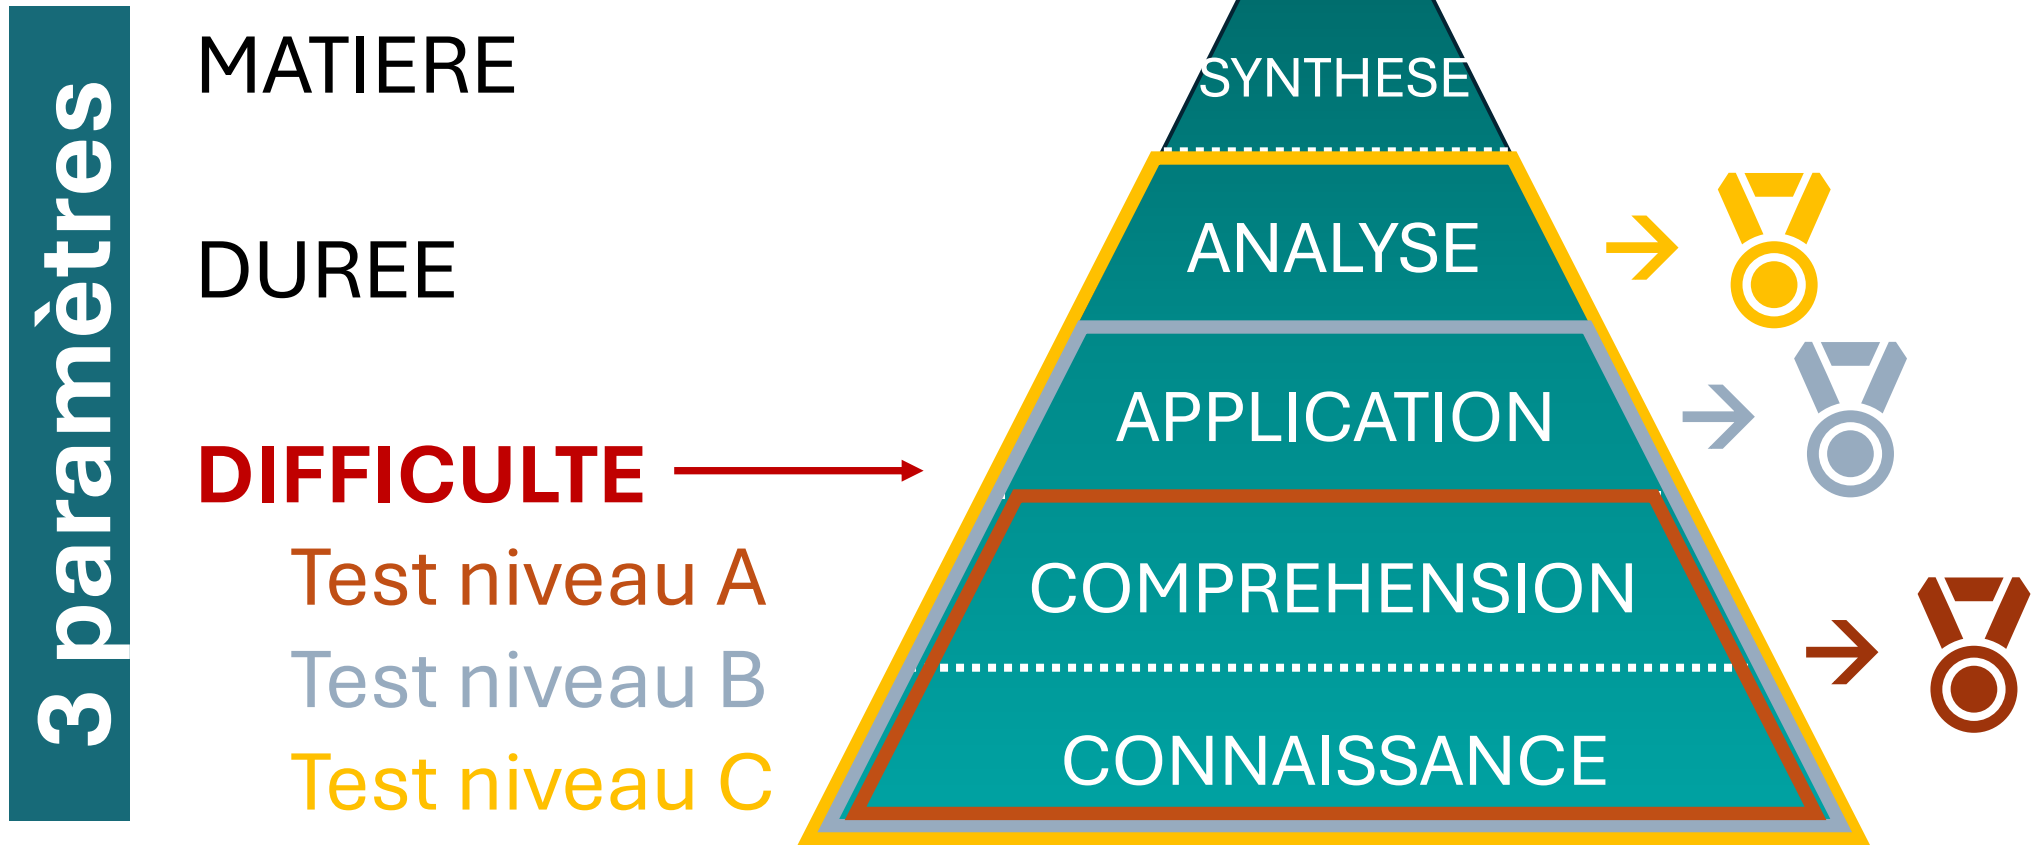 3 paramètres
MATIERE
DUREE
DIFFICULTE
Test niveau A
Test niveau B
Test niveau C
SYNTHESE
ANALYSE
APPLICATION
COMPREHENSION
CONNAISSANCE